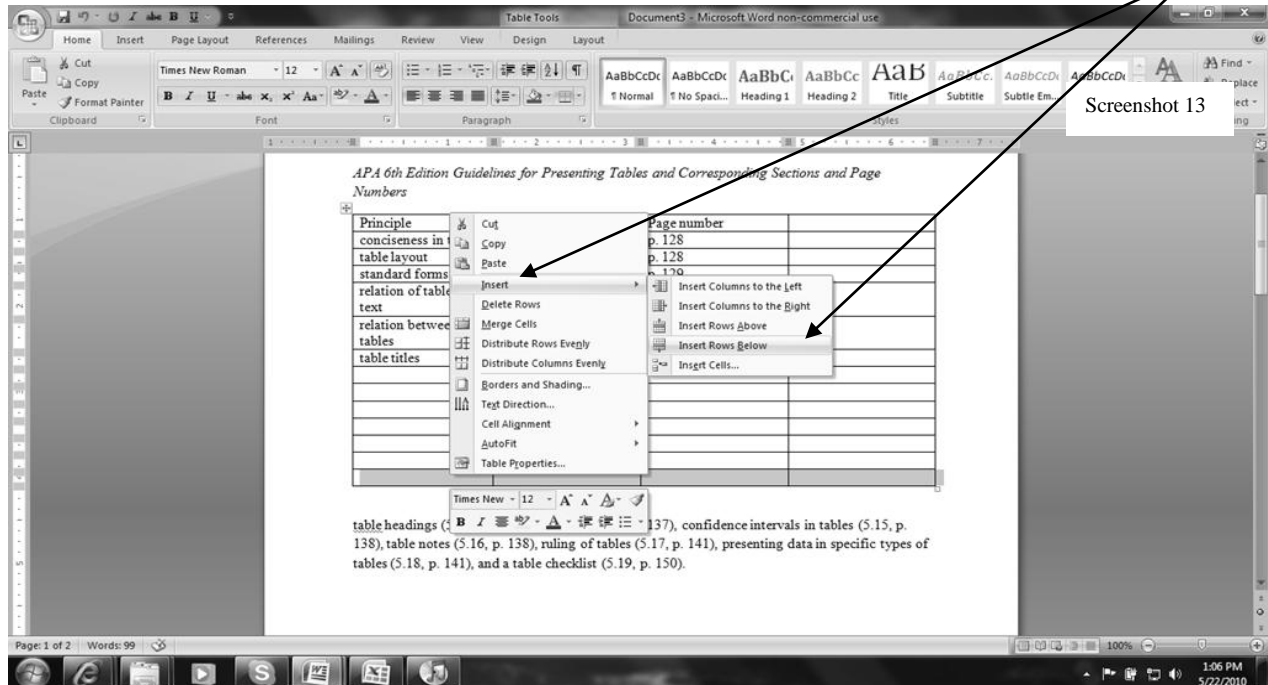 Table Tools
Document3 - Microsoft Word non-commercial use
Home Insert Page Layout References Mailings Review View Design Layout
Cut
Copy
Format Painter
Paste
Times New Roman 12
B I U abe x, x² Aa
AaBbCcDc AaBbCcDc AaBbC AaBbCc AaB AaBbCc. AaBbCcDc AaBbCcDc
¶ Normal ¶ No Spaci... Heading 1 Heading 2 Title Subtitle Subtle Em...
Find
Clipboard Font Paragraph Styles
Screenshot 13
APA 6th Edition Guidelines for Presenting Tables and Corresponding Sections and Page
Numbers
Principle Page number
conciseness in p. 128
table layout p. 128
standard forms p. 129
relation of table
text
relation betwee
tables
table titles
Cut
Copy
Paste
Insert
Delete Rows
Merge Cells
Distribute Rows Evenly
Distribute Columns Evenly
Borders and Shading...
Text Direction...
Cell Alignment
AutoFit
Table Properties...
Insert Columns to the Left
Insert Columns to the Right
Insert Rows Above
Insert Rows Below
Insert Cells...
Times New 12
B I
table headings ( 137), confidence intervals in tables (5.15, p.
138), table notes (5.16, p. 138), ruling of tables (5.17, p. 141), presenting data in specific types of
tables (5.18, p. 141), and a table checklist (5.19, p. 150).
Page: 1 of 2 Words: 99 100%
1:06 PM
5/22/2010